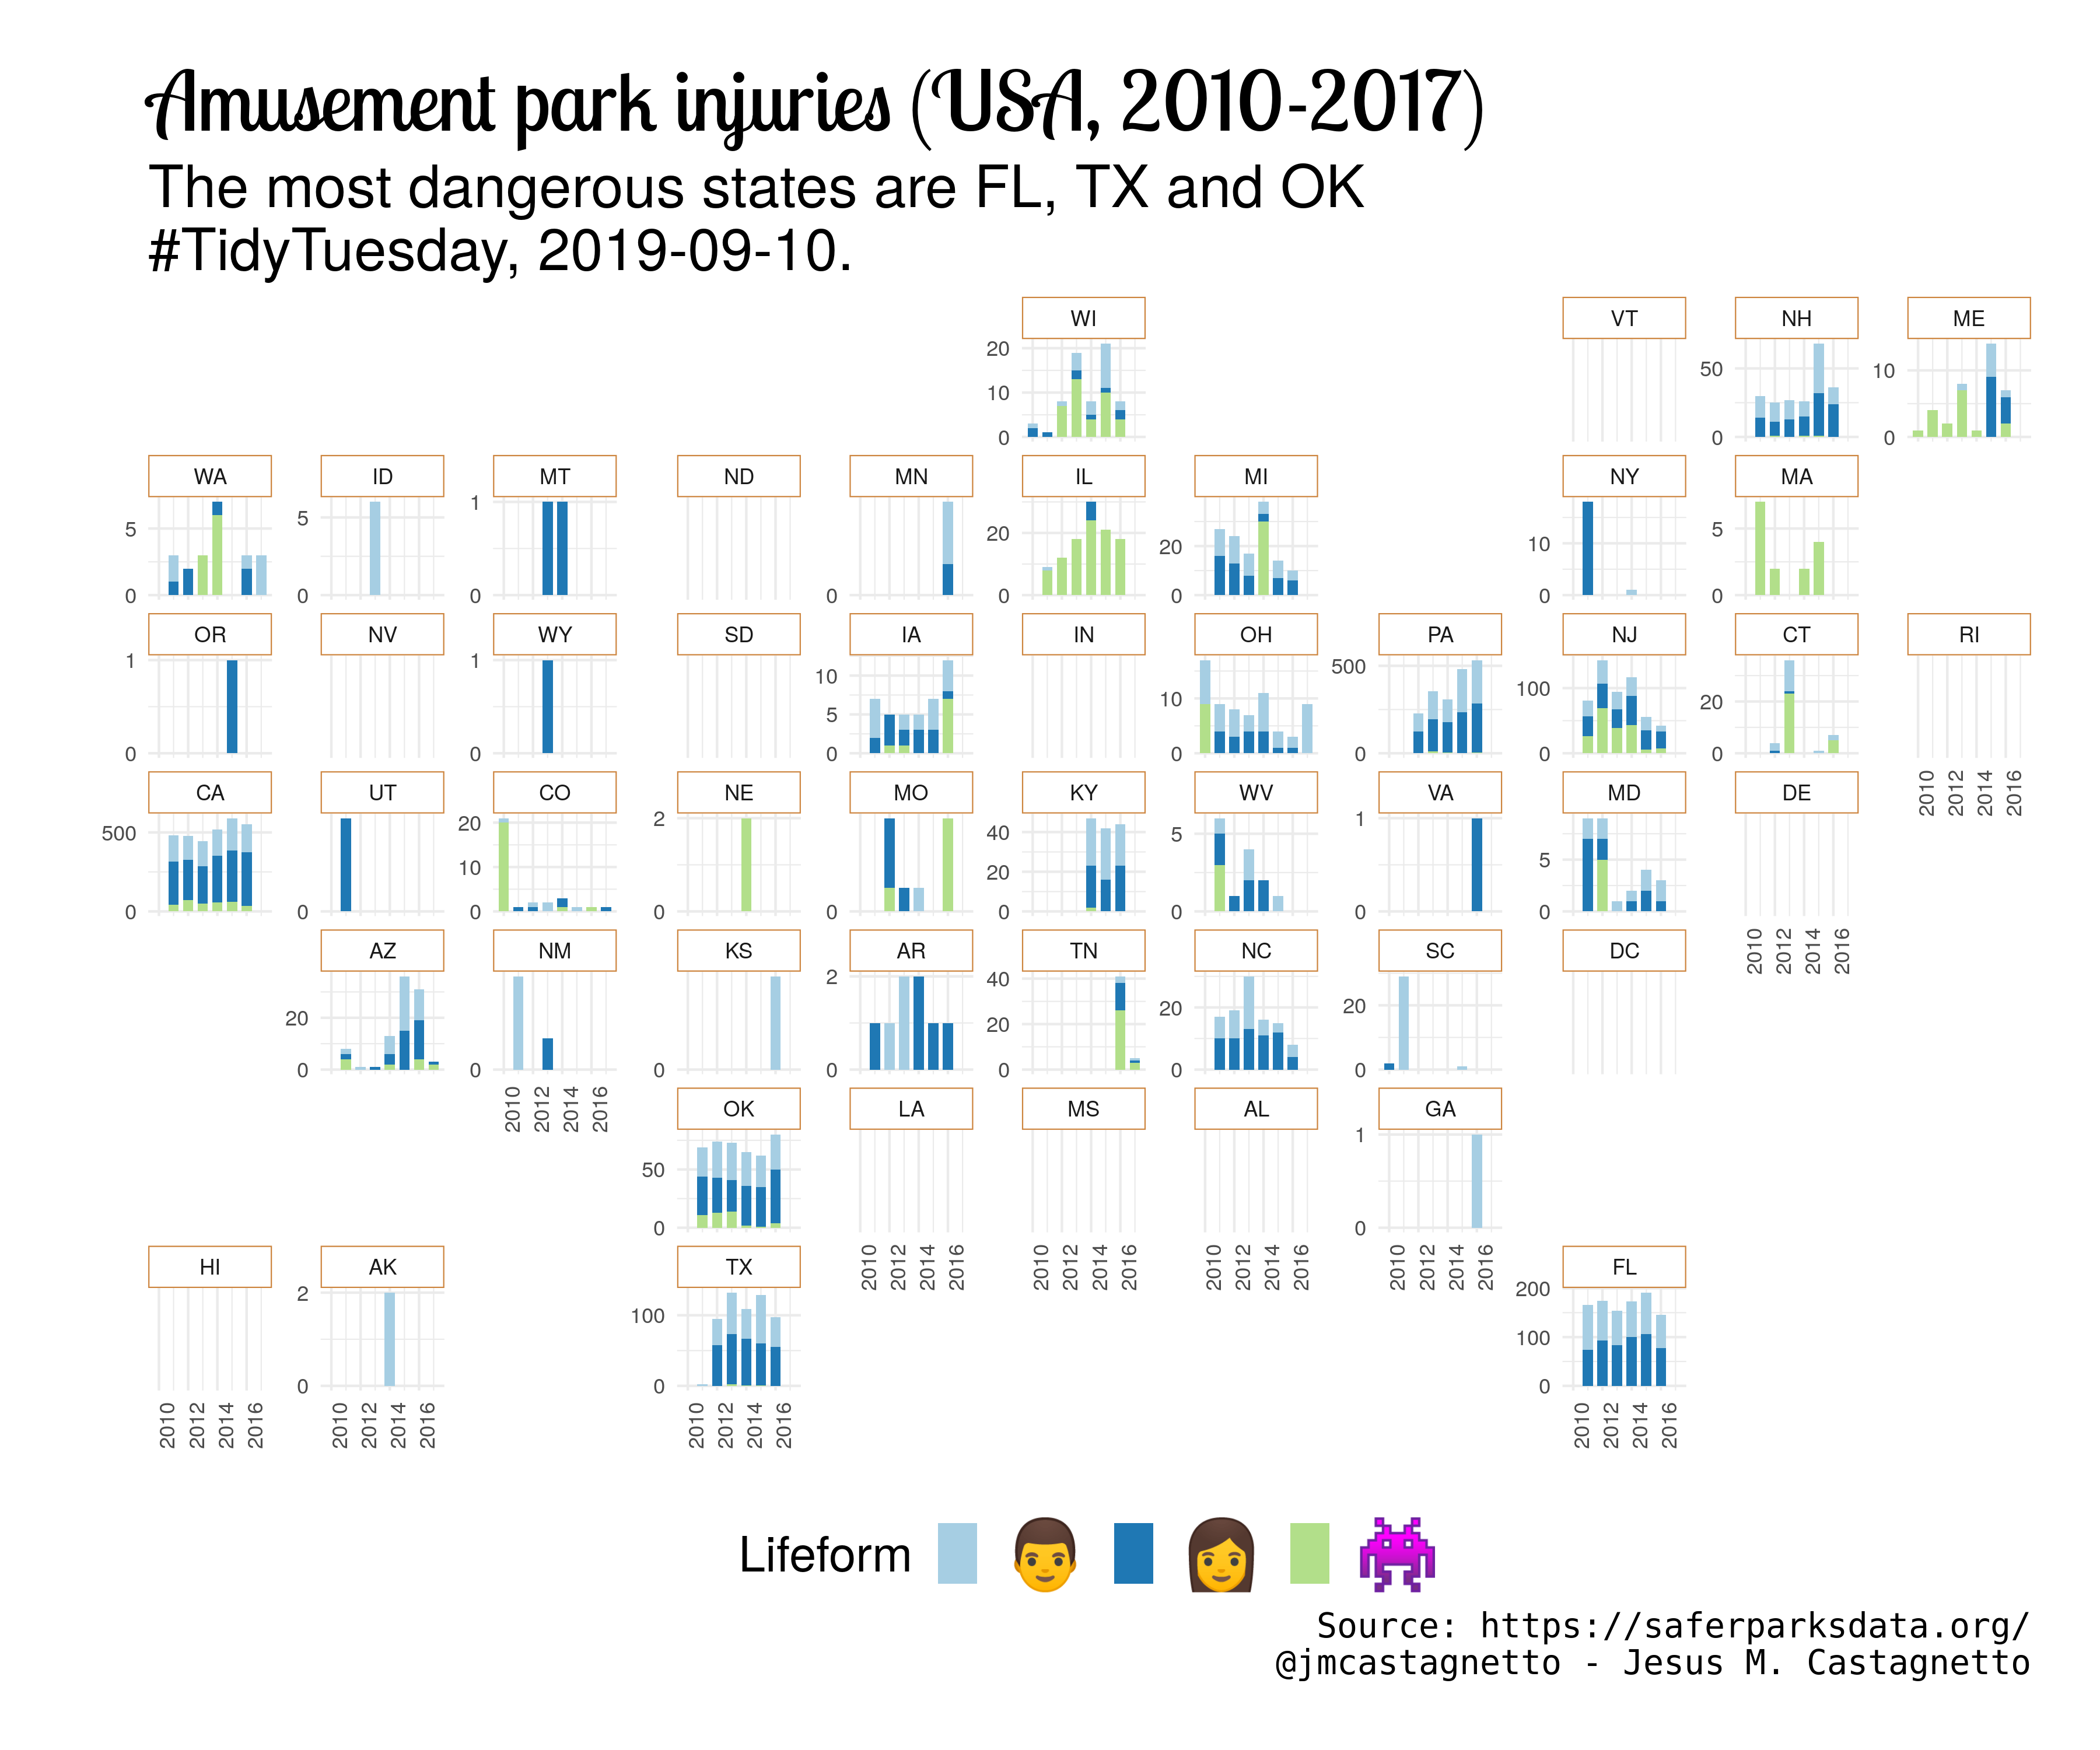 Amusement park injuries (USA, 2010-2017)
The most dangerous states are FL, TX and OK
#TidyTuesday, 2019-09-10.
WI
VT
NH
ME
20
10
0
50
0
10
0
WA
ID
MT
ND
MN
IL
MI
NY
MA
5
0
5
0
1
0
0
20
0
20
0
10
0
5
0
OR
NV
WY
SD
IA
IN
OH
PA
NJ
CT
RI
1
0
1
0
10
5
0
10
0
500
0
100
0
20
0
2010
2012
2014
2016
CA
UT
CO
NE
MO
KY
WV
VA
MD
DE
500
0
0
20
10
0
2
0
0
40
20
0
5
0
1
0
5
0
2010
2012
2014
2016
AZ
NM
KS
AR
TN
NC
SC
DC
20
0
0
0
2
0
40
20
0
20
0
20
0
2010
2012
2014
2016
OK
LA
MS
AL
GA
50
0
1
0
2010
2012
2014
2016
2010
2012
2014
2016
2010
2012
2014
2016
2010
2012
2014
2016
HI
AK
TX
FL
2
0
100
0
200
100
0
2010
2012
2014
2016
2010
2012
2014
2016
2010
2012
2014
2016
2010
2012
2014
2016
Lifeform
Source: https://saferparksdata.org/
@jmcastagnetto - Jesus M. Castagnetto